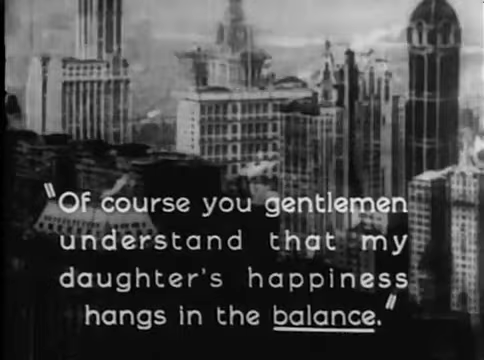 "Of course you gentlemen
understand that my
daughter's happiness
hangs in the balance."